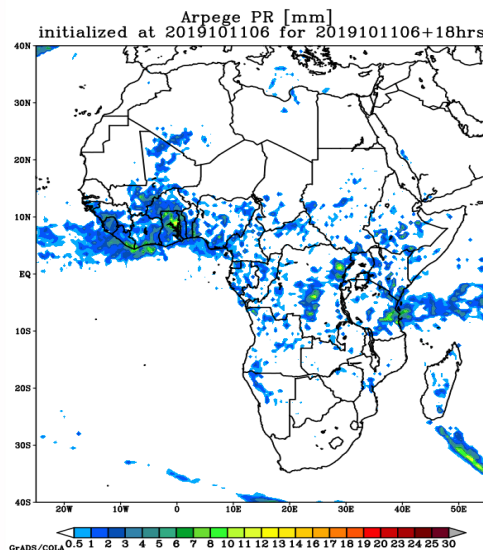 Arpege PR [mm]
initialized at 2019101106 for 2019101106+18hrs
40N
30N
20N
10N
EQ
10S
20S
30S
40S
20W 10W 0 10E 20E 30E 40E 50E
0.5 1 2 3 4 5 6 7 8 10 11 12 13 14 15 16 17 18 19 20 23 24 25 30
GrADS/COLA